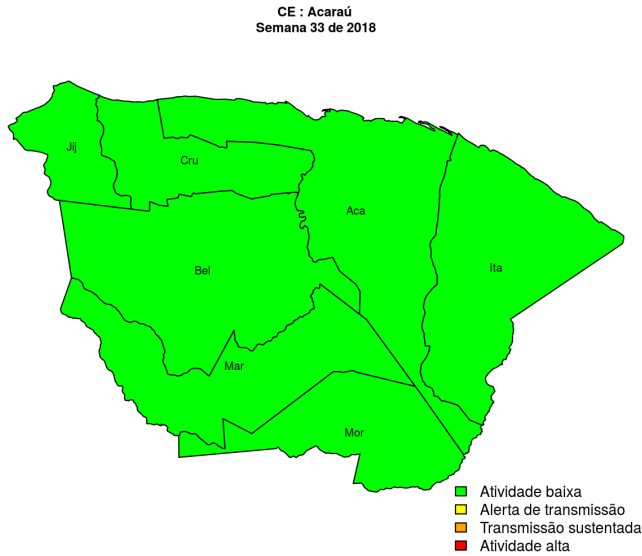 CE : Acaraú
Semana 33 de 2018
Jij
Cru
Aca
Bel
Ita
Mar
Mor
Atividade baixa
Alerta de transmissão
Transmissão sustentada
Atividade alta